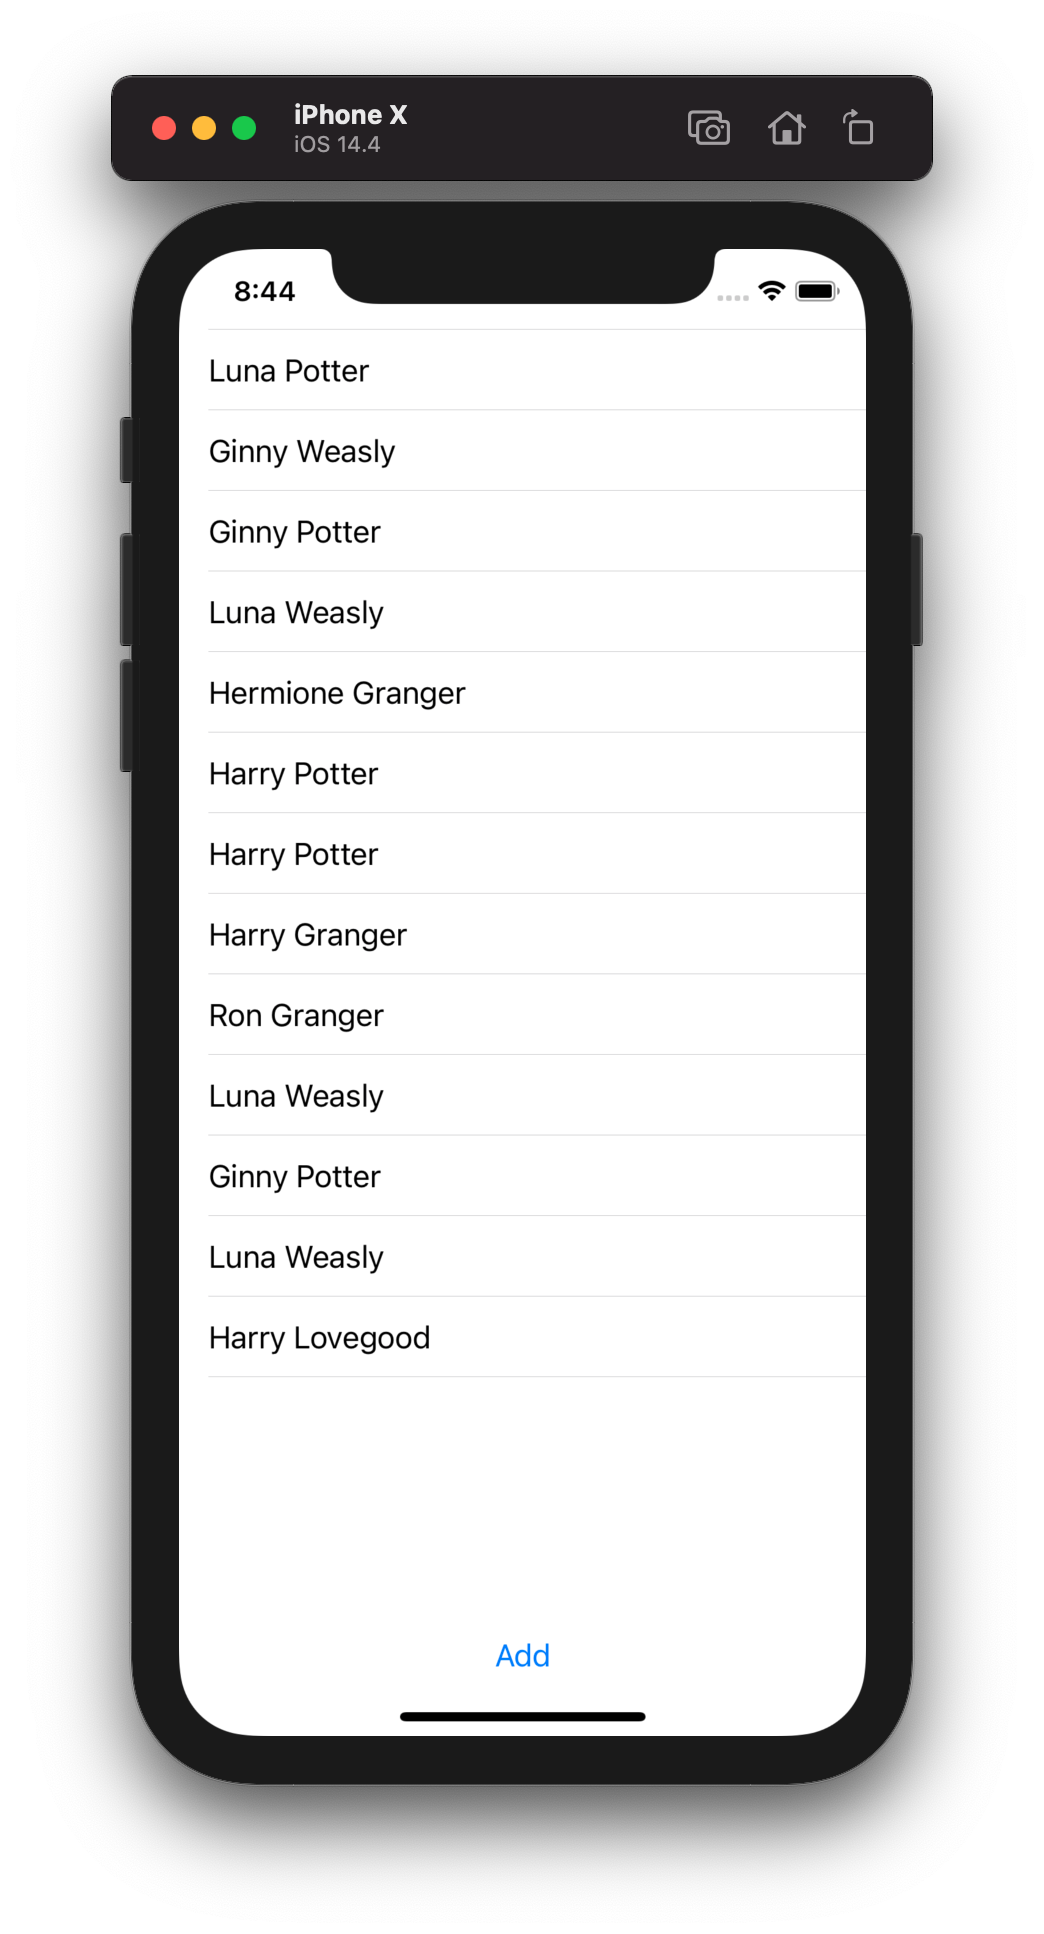 iPhone X
iOS 14.4
8:44
Luna Potter
Ginny Weasly
Ginny Potter
Luna Weasly
Hermione Granger
Harry Potter
Harry Potter
Harry Granger
Ron Granger
Luna Weasly
Ginny Potter
Luna Weasly
Harry Lovegood
Add